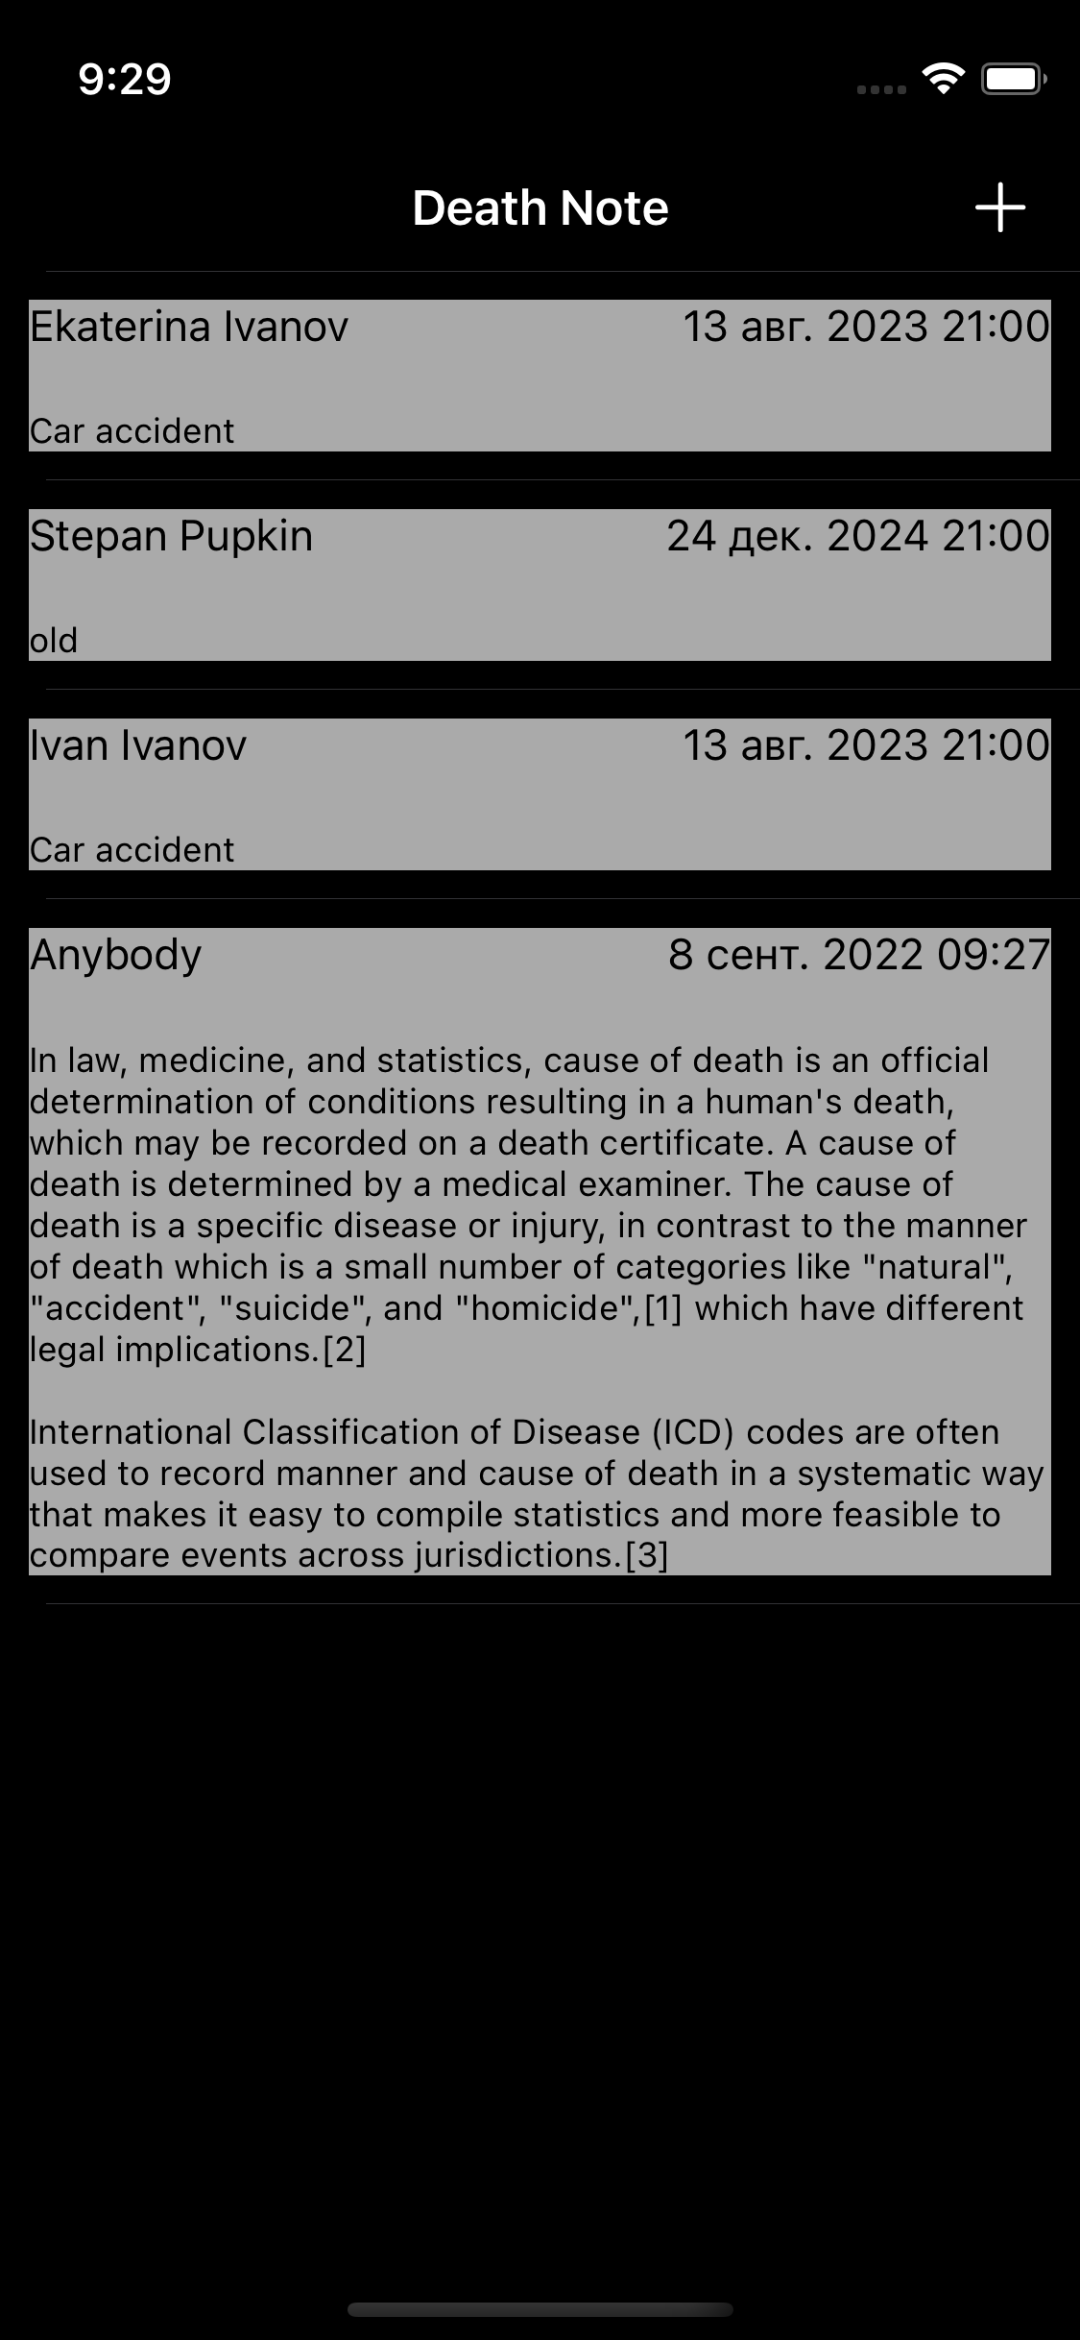 9:29
Death Note
Ekaterina Ivanov 13 авг. 2023 21:00
Car accident
Stepan Pupkin 24 дек. 2024 21:00
old
Ivan Ivanov 13 авг. 2023 21:00
Car accident
Anybody 8 сент. 2022 09:27
In law, medicine, and statistics, cause of death is an official
determination of conditions resulting in a human's death,
which may be recorded on a death certificate. A cause of
death is determined by a medical examiner. The cause of
death is a specific disease or injury, in contrast to the manner
of death which is a small number of categories like "natural",
"accident", "suicide", and "homicide",[1] which have different
legal implications.[2]
International Classification of Disease (ICD) codes are often
used to record manner and cause of death in a systematic way
that makes it easy to compile statistics and more feasible to
compare events across jurisdictions.[3]